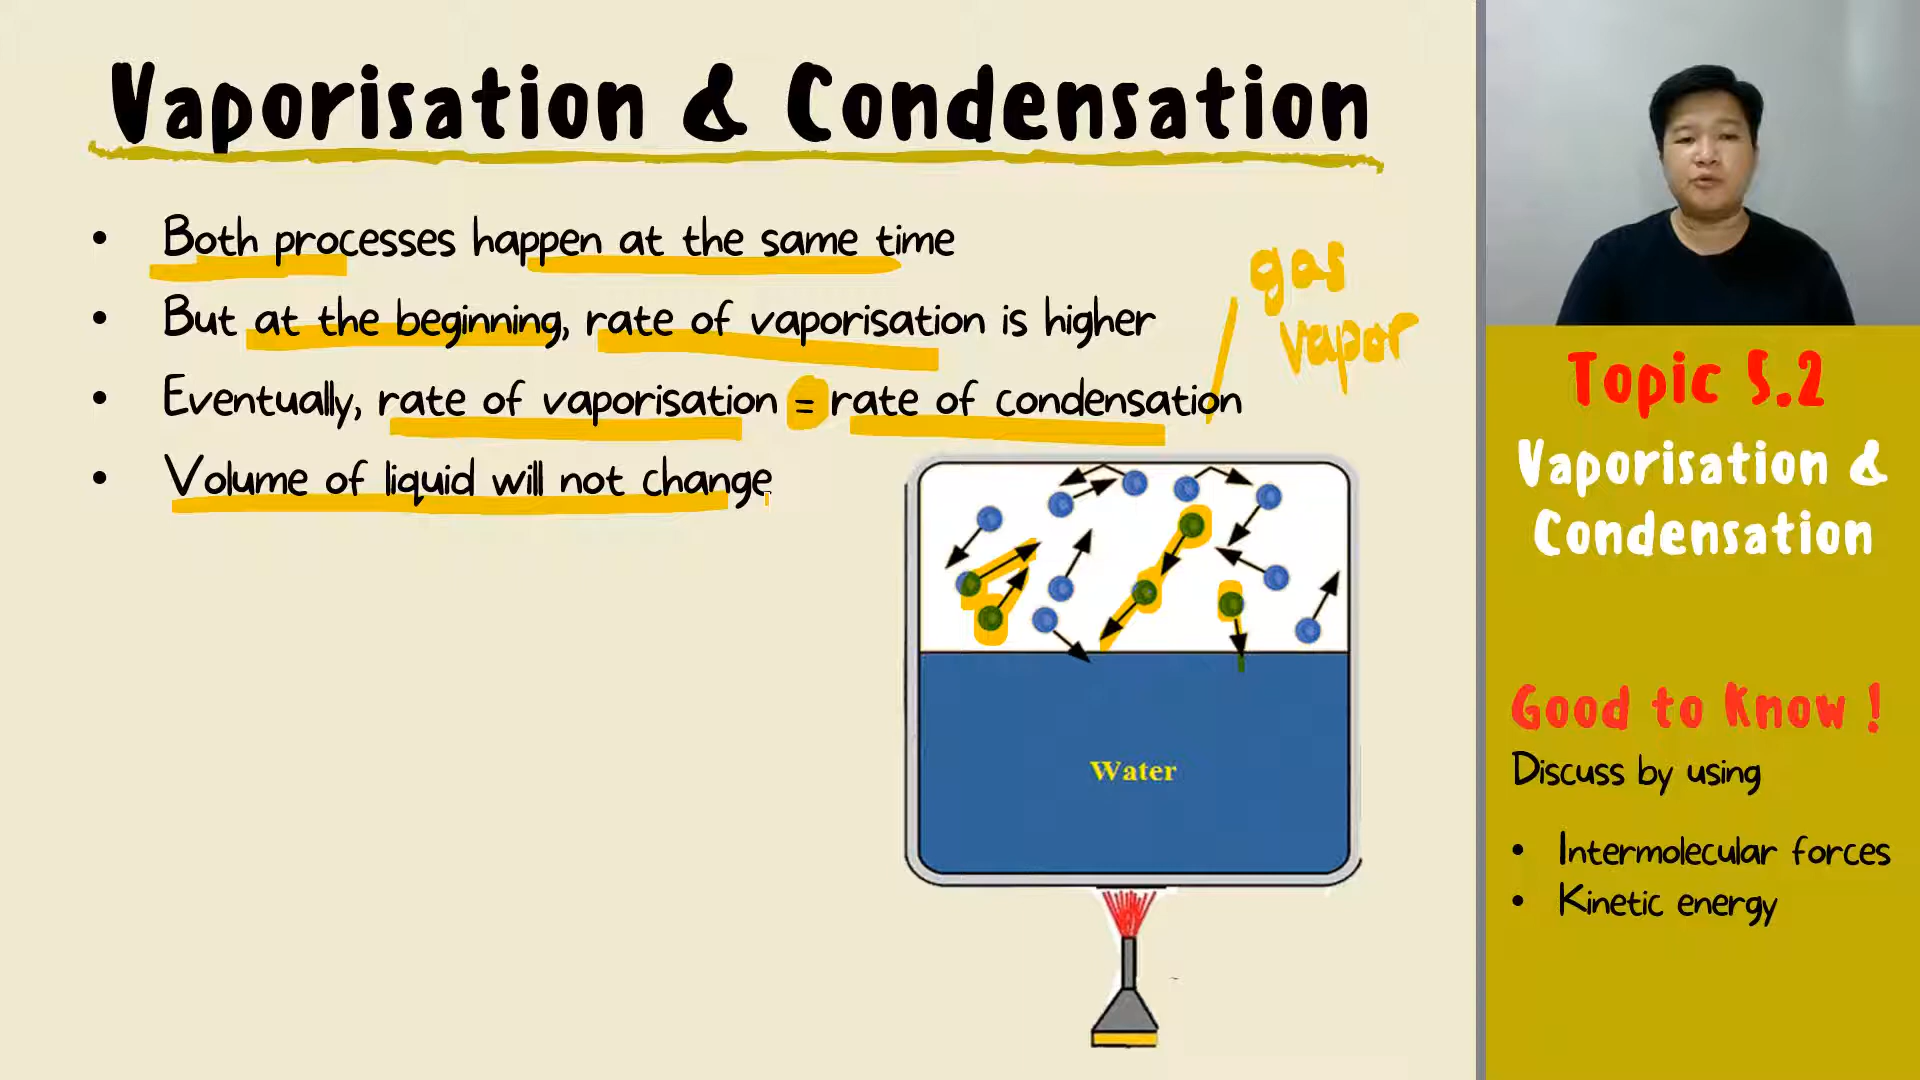 Vaporisation & Condensation
• Both processes happen at the same time
• But at the beginning, rate of vaporisation is higher
• Eventually, rate of vaporisation = rate of condensation
• Volume of liquid will not change
gas
vapor
Water
Topic 5.2
Vaporisation &
Condensation
Good to Know !
Discuss by using
• Intermolecular forces
• Kinetic energy